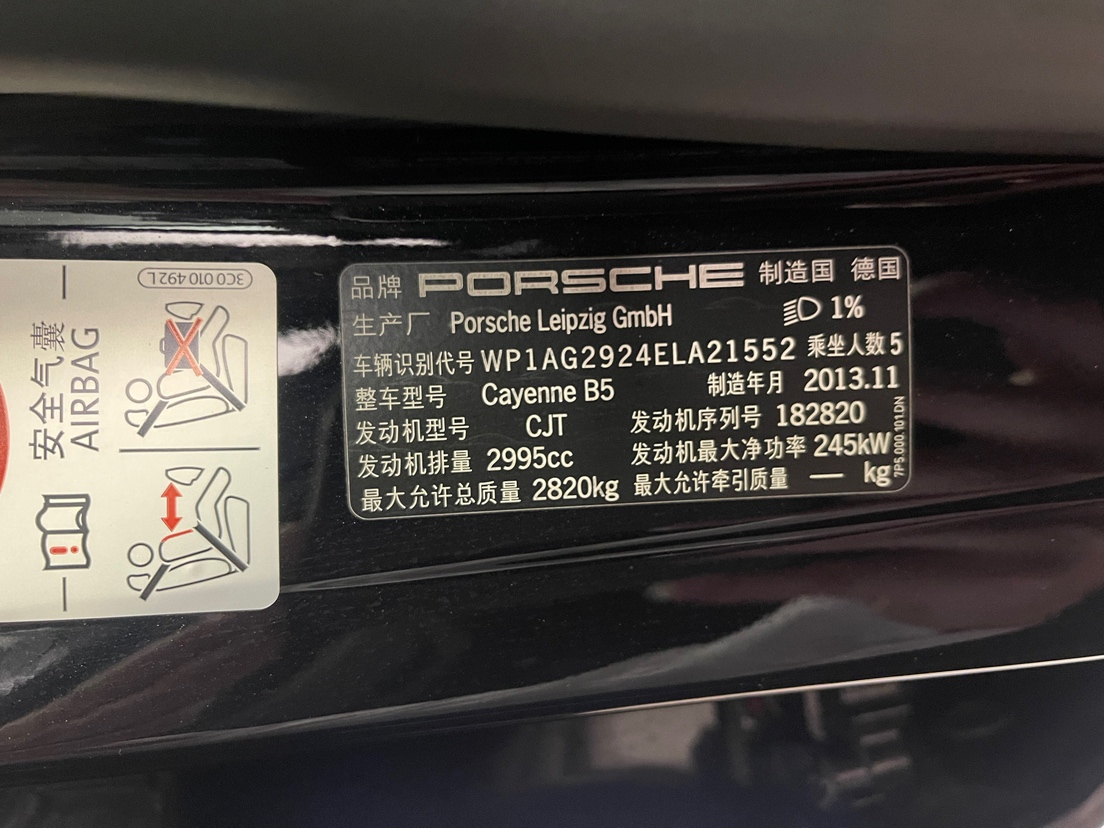 3C0 010 492 L
安全气囊
AIRBAG
品牌 PORSCHE 制造国 德国
生产厂 Porsche Leipzig GmbH 1%
车辆识别代号 WP1AG2924ELA21552 乘坐人数 5
整车型号 Cayenne B5 制造年月 2013.11
发动机型号 CJT 发动机序列号 182820
发动机排量 2995cc 发动机最大净功率 245kW
最大允许总质量 2820kg 最大允许牵引质量 — kg
7P5.000.101.DN